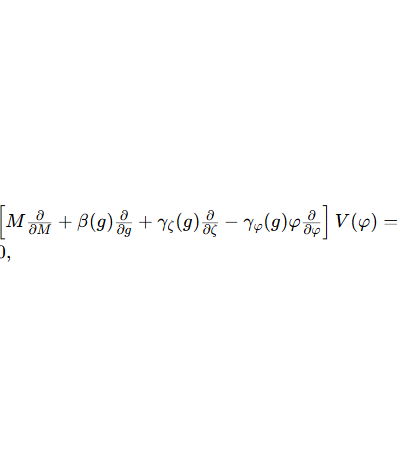 [M ∂/∂M + β(g) ∂/∂g + γ_ζ(g) ∂/∂ζ − γ_φ(g)φ ∂/∂φ] V(φ) =
0,